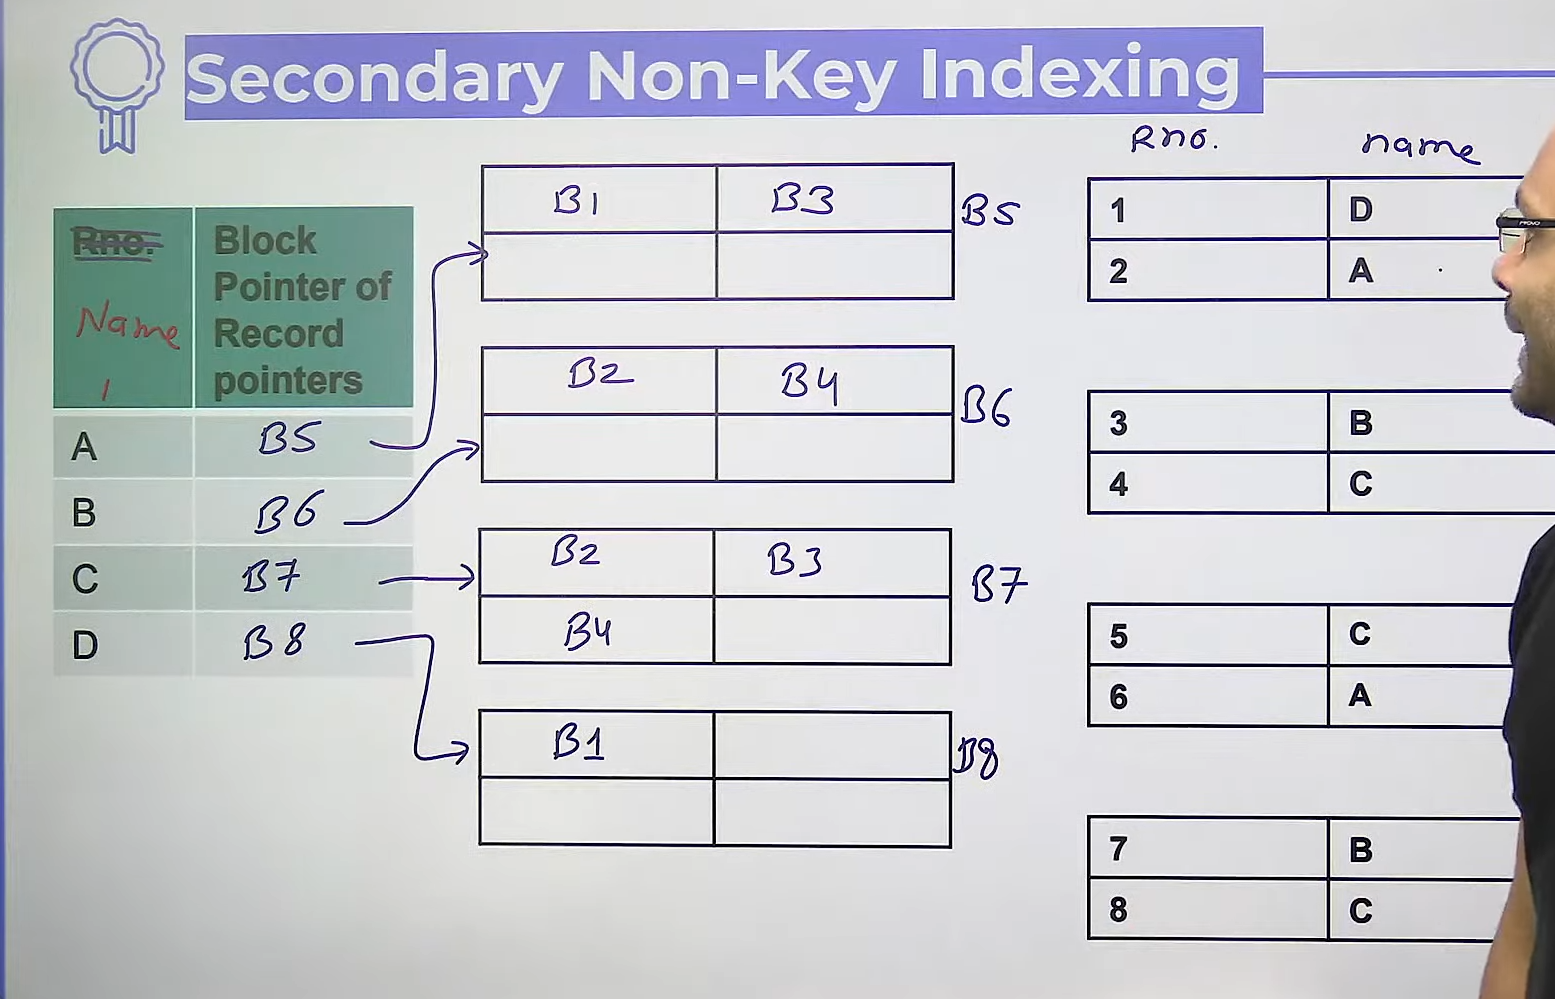 Secondary Non-Key Indexing
Rno. name
Rno. Block
Pointer of
Name Record
pointers
A B5
B B6
C B7
D B8
B1 B3 B5
B2 B4 B6
B2 B3 B7
B4
B1 B8
1 D
2 A
3 B
4 C
5 C
6 A
7 B
8 C